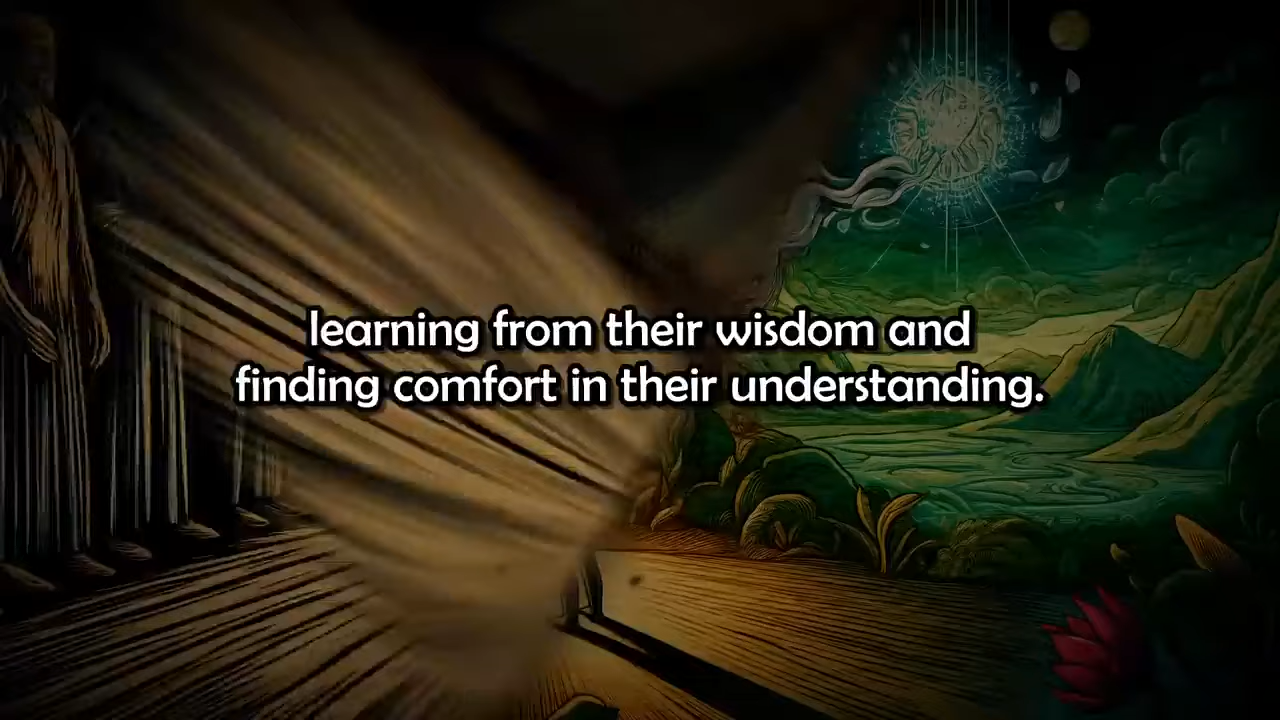 learning from their wisdom and
finding comfort in their understanding.